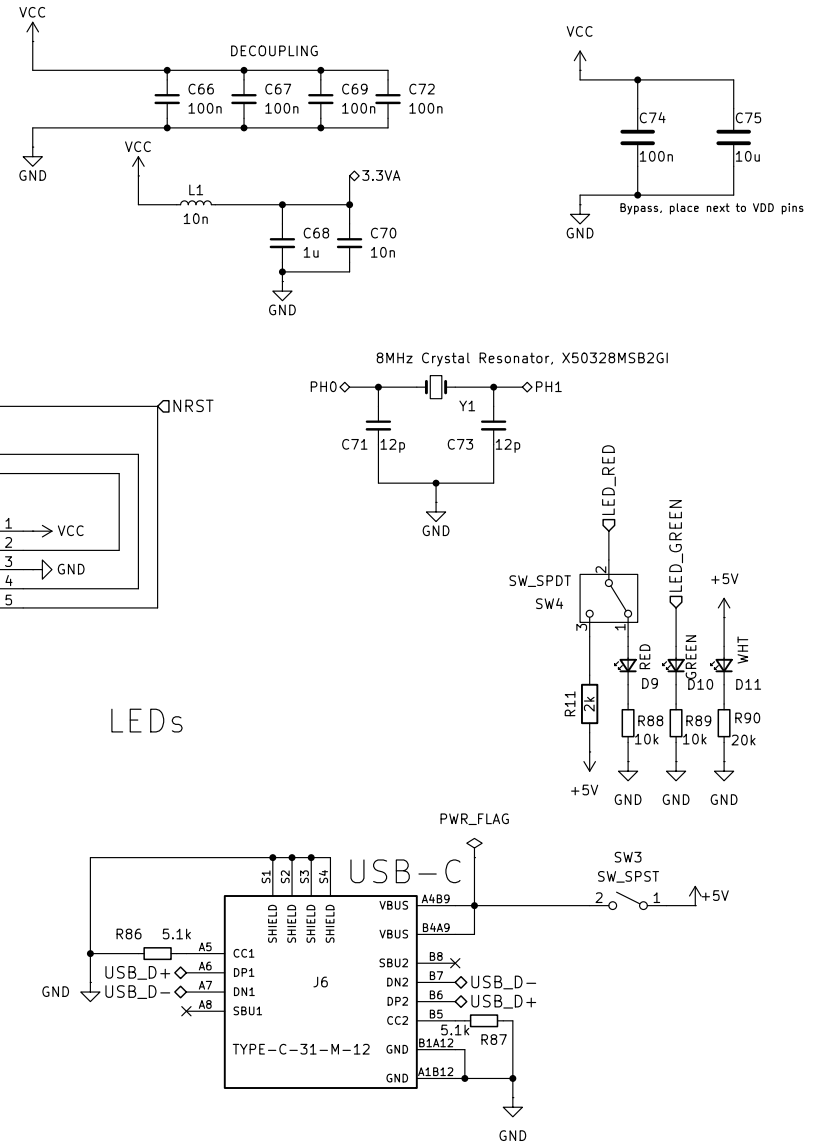 VCC
DECOUPLING
C66 C67 C69 C72
100n 100n 100n 100n
GND
VCC
3.3VA
L1
10n
C68 C70
1u 10n
GND
VCC
C74 C75
100n 10u
Bypass, place next to VDD pins
GND
8MHz Crystal Resonator, X50328MSB2GI
PH0 PH1
Y1
C71 12p C73 12p
GND
NRST
1 VCC
2
3 GND
4
5
LED_RED
LED_GREEN
+5V
SW_SPDT
SW4
2
3 1
RED GREEN WHT
D9 D10 D11
R11 2k
R88 R89 R90
10k 10k 20k
+5V GND GND GND
LEDs
PWR_FLAG
USB-C
SW3
SW_SPST
2 1 +5V
S1 S2 S3 S4
SHIELD SHIELD SHIELD SHIELD
VBUS A4B9
VBUS B4A9
R86 5.1k A5 CC1
USB_D+ A6 DP1
USB_D- A7 DN1
A8 SBU1
GND
J6
SBU2 B8
DN2 B7 USB_D-
DP2 B6 USB_D+
CC2 B5
5.1k R87
TYPE-C-31-M-12
GND B1A12
GND A1B12
GND